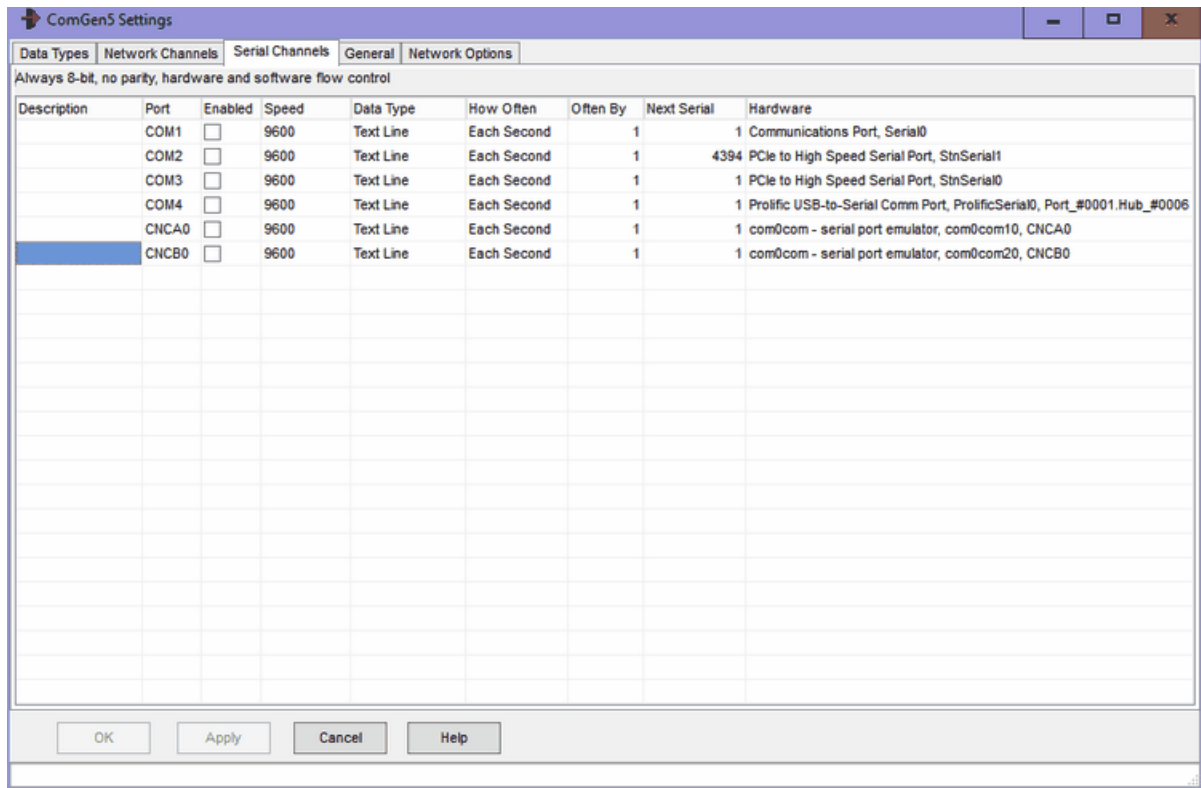 ComGen5 Settings
Data Types Network Channels Serial Channels General Network Options
Always 8-bit, no parity, hardware and software flow control
Description Port Enabled Speed Data Type How Often Often By Next Serial Hardware
COM1 9600 Text Line Each Second 1 1 Communications Port, Serial0
COM2 9600 Text Line Each Second 1 4394 PCIe to High Speed Serial Port, StnSerial1
COM3 9600 Text Line Each Second 1 1 PCIe to High Speed Serial Port, StnSerial0
COM4 9600 Text Line Each Second 1 1 Prolific USB-to-Serial Comm Port, ProlificSerial0, Port_#0001.Hub_#0006
CNCA0 9600 Text Line Each Second 1 1 com0com - serial port emulator, com0com10, CNCA0
CNCB0 9600 Text Line Each Second 1 1 com0com - serial port emulator, com0com20, CNCB0
OK Apply Cancel Help